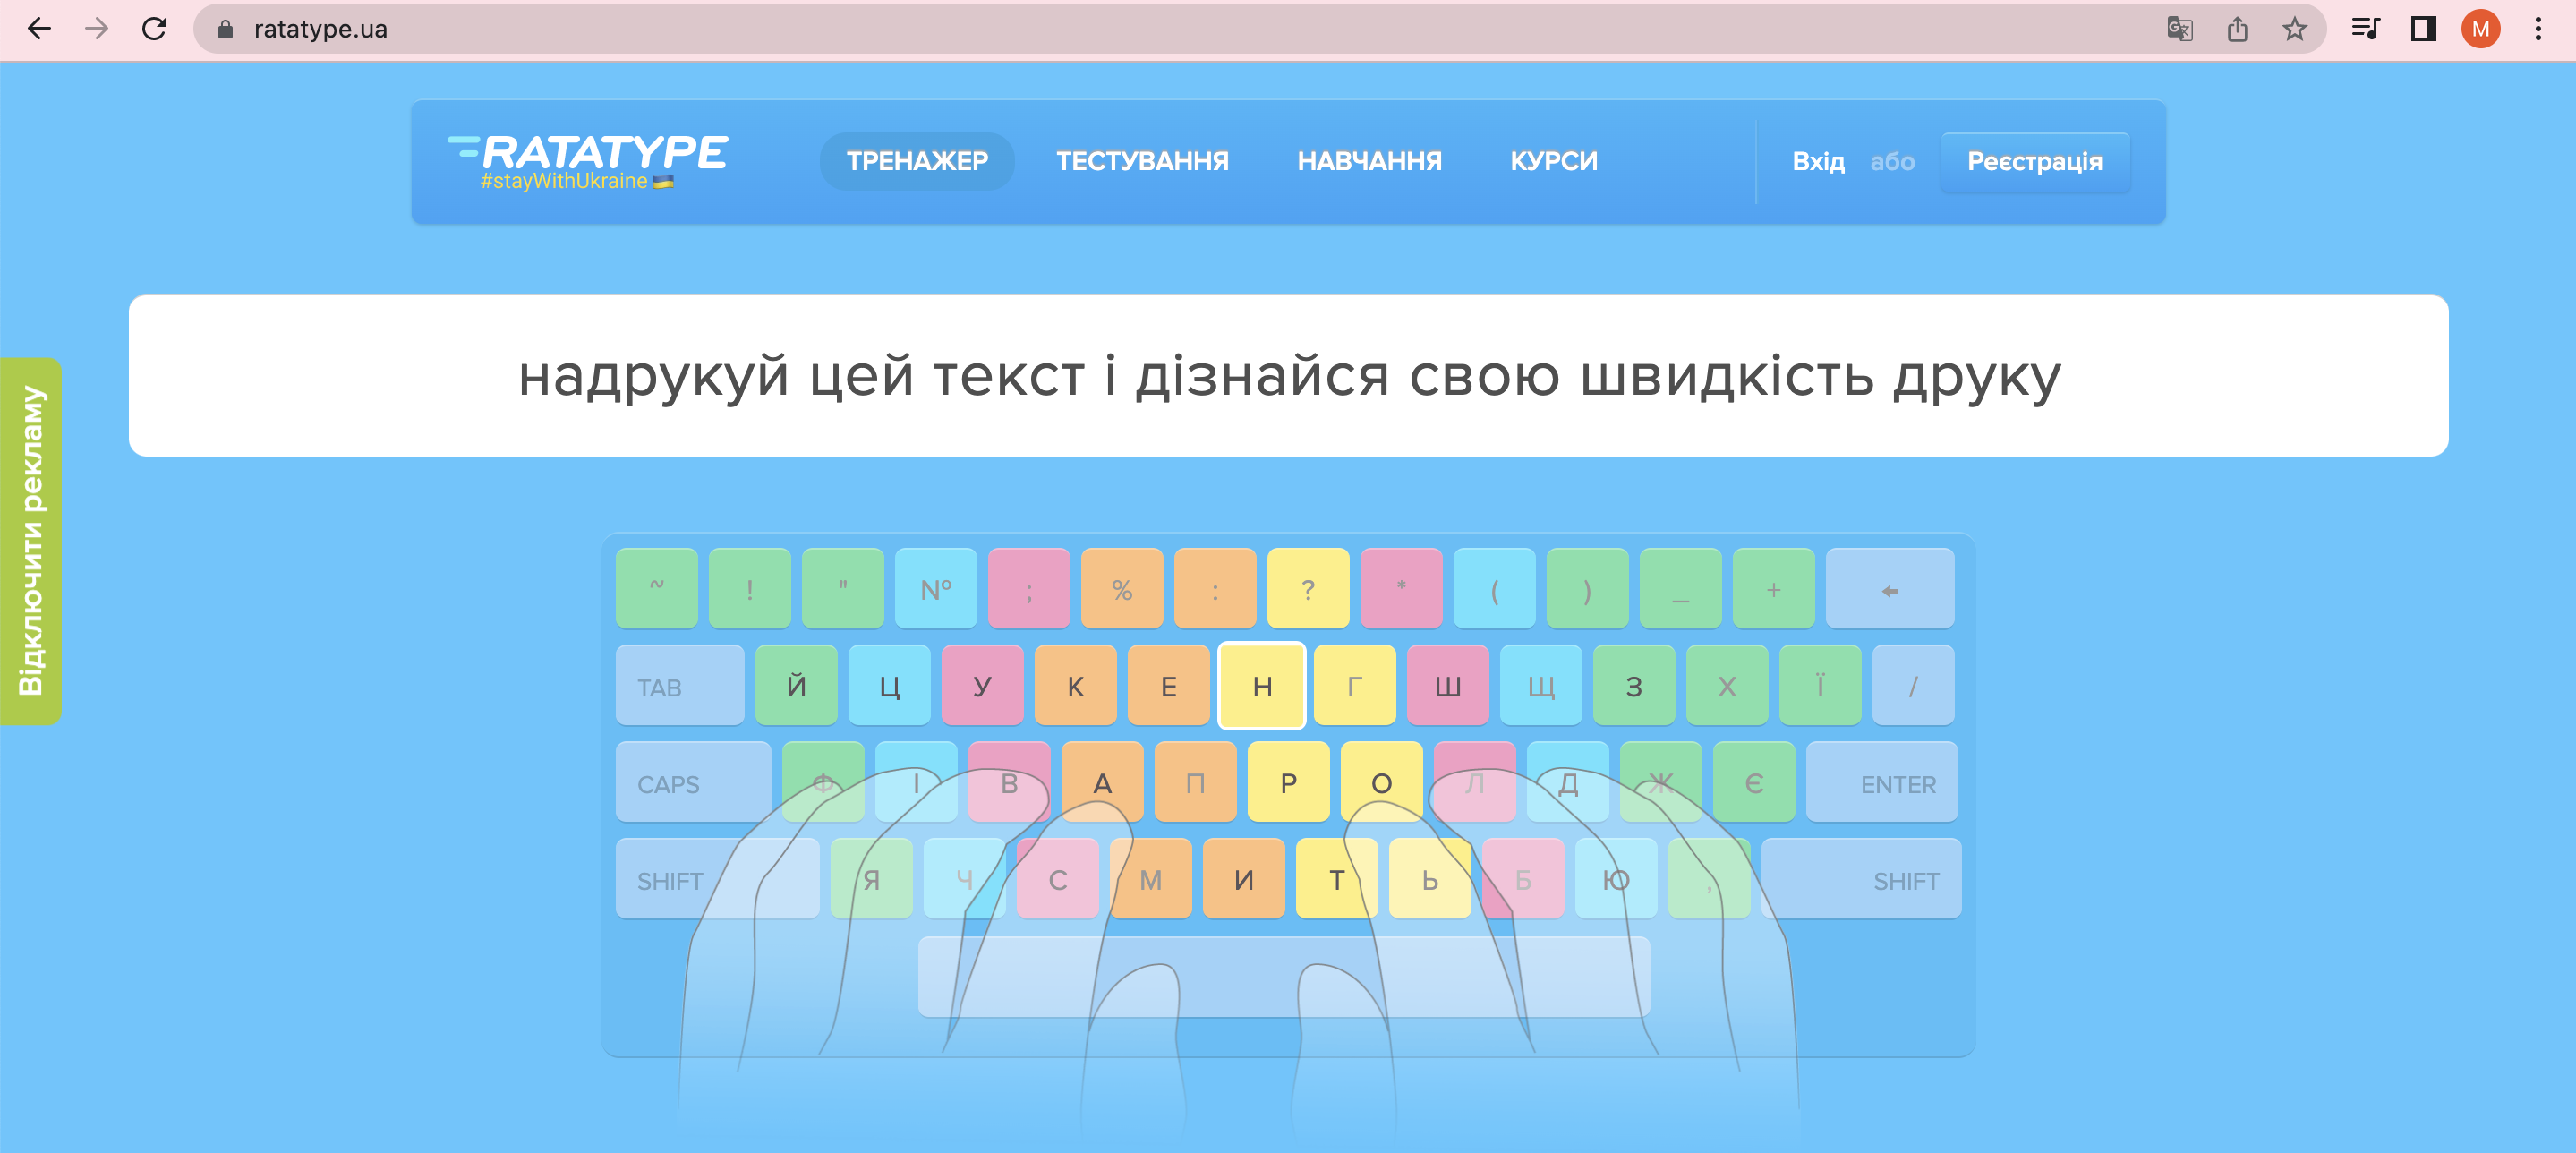 ratatype.ua
M
RATATYPE
#stayWithUkraine 🇺🇦
ТРЕНАЖЕР ТЕСТУВАННЯ НАВЧАННЯ КУРСИ
Вхід або Реєстрація
Відключити рекламу
надрукуй цей текст і дізнайся свою швидкість друку
~ ! " № ; % : ? * ( ) _ + ←
TAB Й Ц У К Е Н Г Ш Щ З Х Ї /
CAPS Ф І В А П Р О Л Д Ж Є ENTER
SHIFT Я Ч С М И Т Ь Б Ю , SHIFT